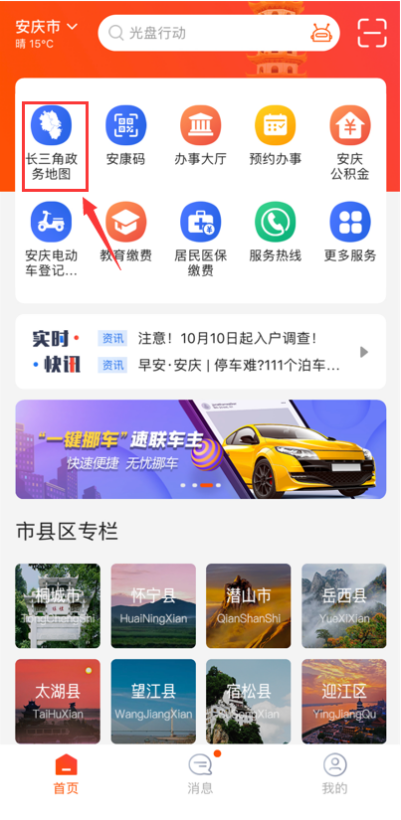 安庆市
晴 15°C
光盘行动
长三角政
务地图
安康码
办事大厅
预约办事
安庆
公积金
安庆电动
车登记...
教育缴费
居民医保
缴费
服务热线
更多服务
实时
快讯
资讯 注意！10月10日起入户调查！
资讯 早安·安庆 | 停车难?111个泊车...
“一键挪车”速联车主
快速便捷 无忧挪车
市县区专栏
桐城市
TongChengShi
怀宁县
HuaiNingXian
潜山市
QianShanShi
岳西县
YueXiXian
太湖县
TaiHuXian
望江县
WangJiangXian
宿松县
迎江区
YingJiangQu
首页
消息
我的